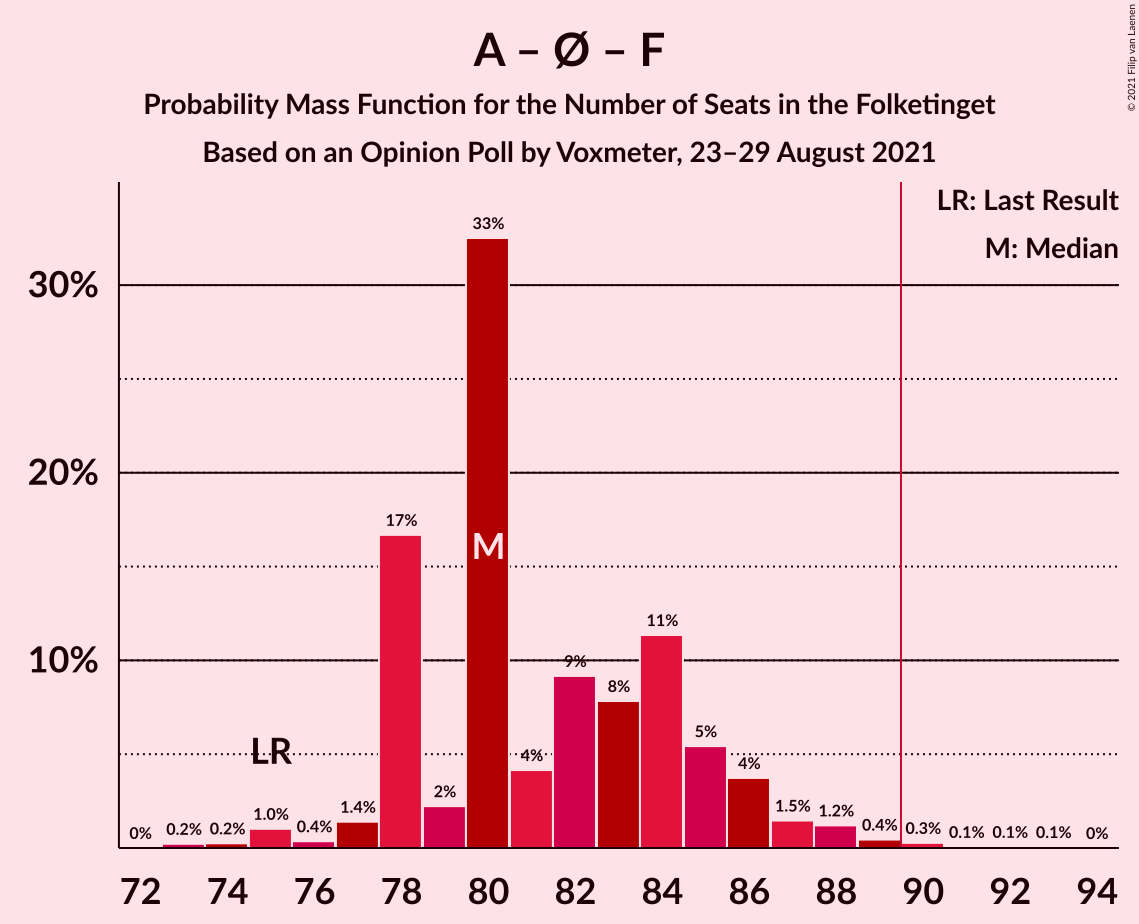 A – Ø – F
Probability Mass Function for the Number of Seats in the Folketinget
Based on an Opinion Poll by Voxmeter, 23–29 August 2021
© 2021 Filip van Laenen
LR: Last Result
M: Median
30%
20%
10%
33%
17%
M
11%
9%
8%
LR
5%
4%
4%
2%
0%
0.2%
0.2%
1.0%
0.4%
1.4%
1.5%
1.2%
0.4%
0.3%
0.1%
0.1%
0.1%
0%
72 74 76 78 80 82 84 86 88 90 92 94